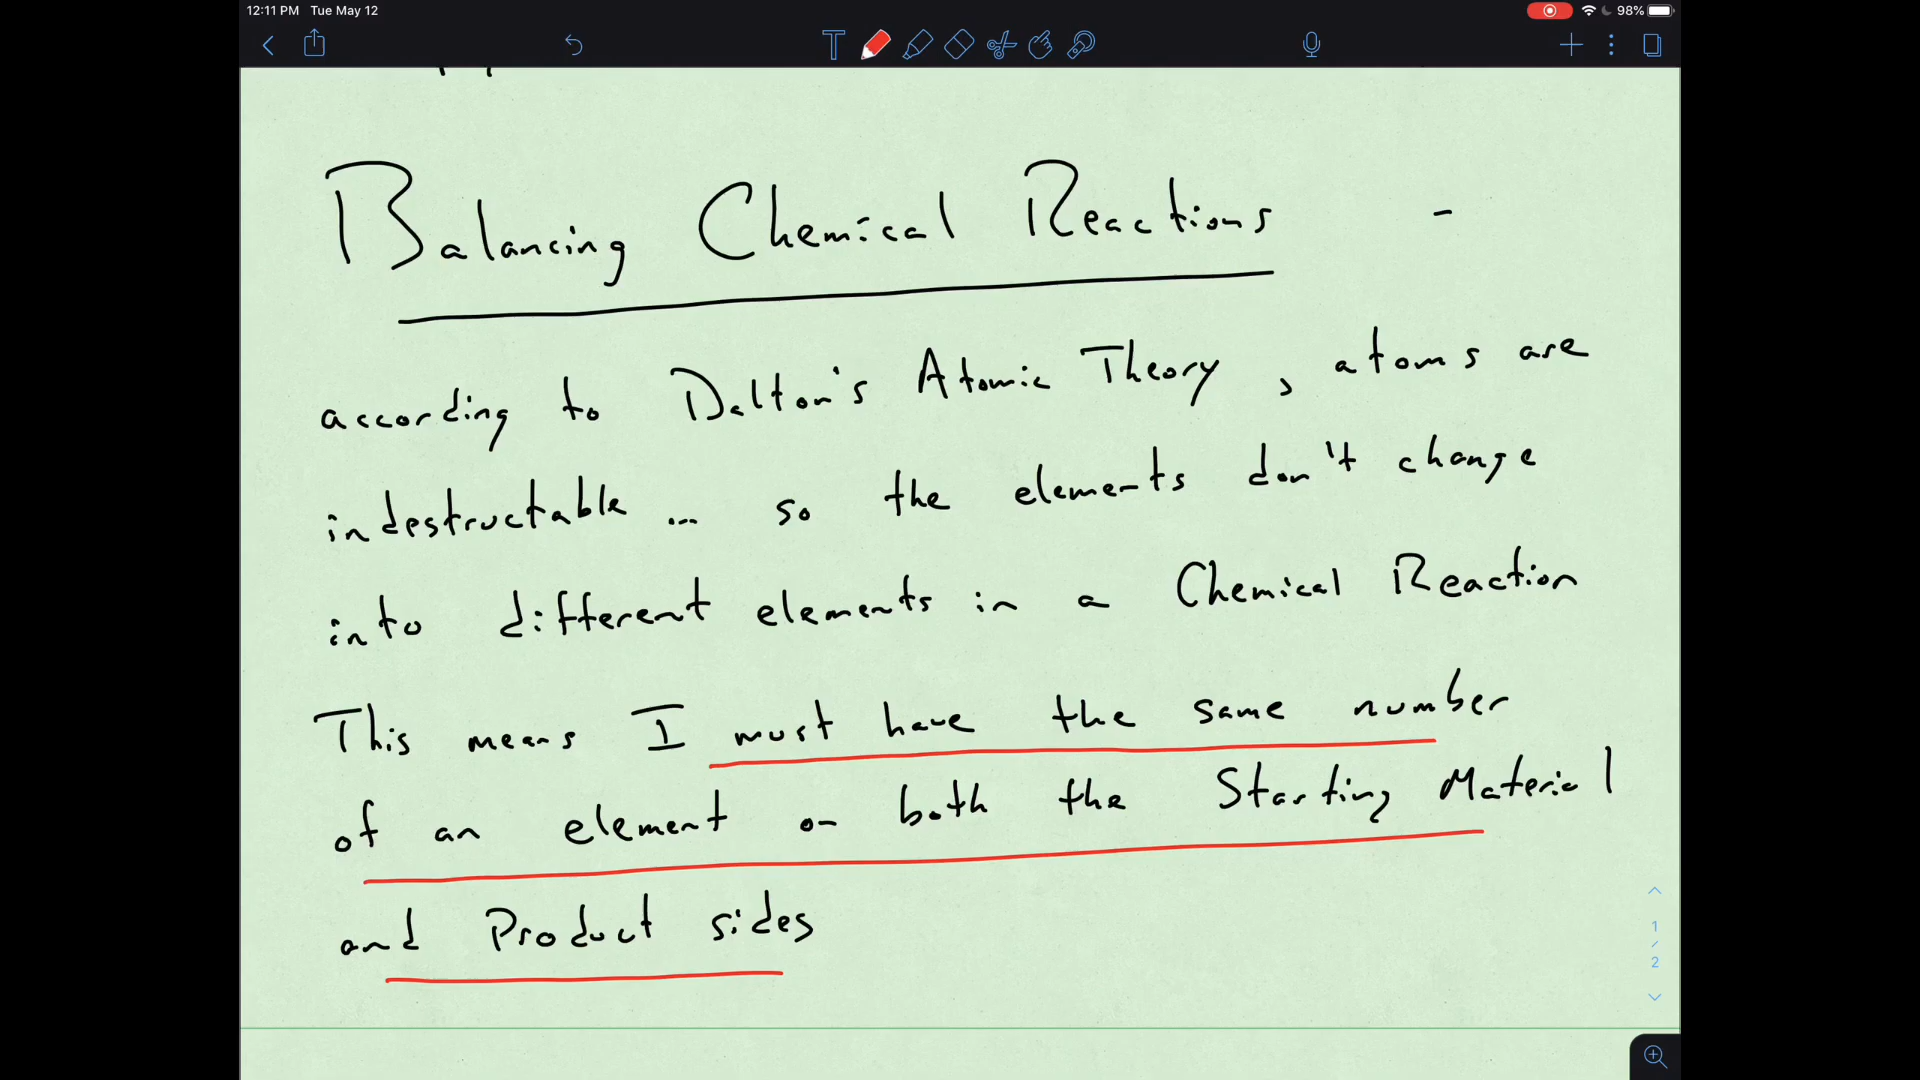 12:11 PM Tue May 12
98%
Balancing Chemical Reactions -
according to Dalton's Atomic Theory, atoms are
indestructable... so the elements don't change
into different elements in a Chemical Reaction
This means I must have the same number
of an element on both the Starting Material
and Product sides
1
/
2